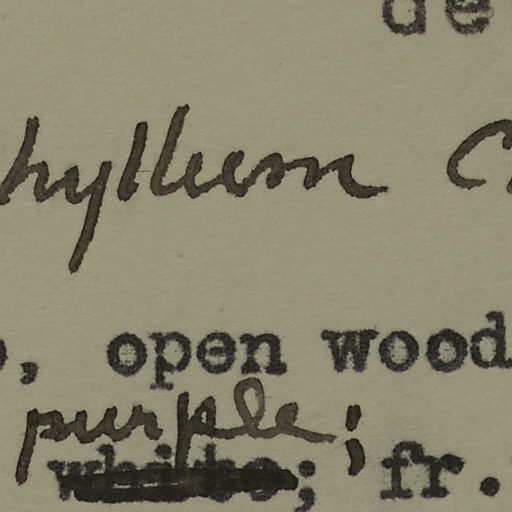 de
hyllum C
, open wood
purple;
white; fr.